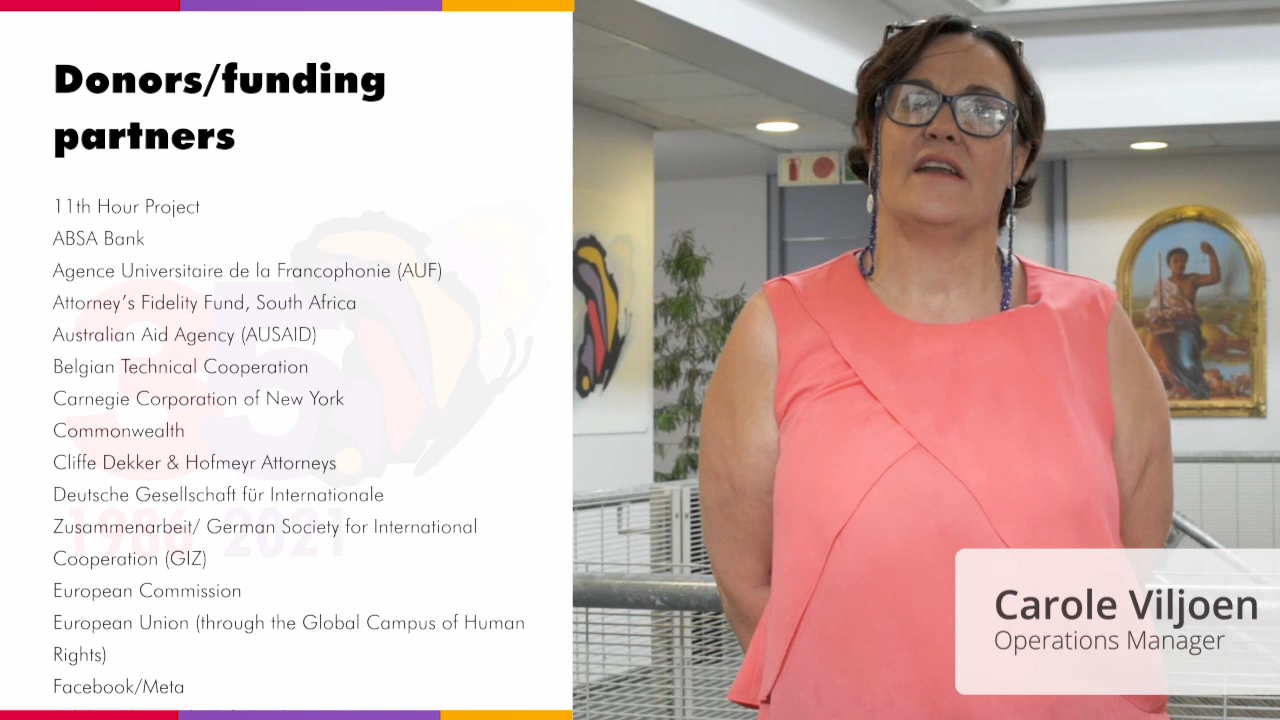 Donors/funding
partners
11th Hour Project
ABSA Bank
Agence Universitaire de la Francophonie (AUF)
Attorney's Fidelity Fund, South Africa
Australian Aid Agency (AUSAID)
Belgian Technical Cooperation
Carnegie Corporation of New York
Commonwealth
Cliffe Dekker & Hofmeyr Attorneys
Deutsche Gesellschaft für Internationale
Zusammenarbeit/ German Society for International
Cooperation (GIZ)
European Commission
European Union (through the Global Campus of Human
Rights)
Facebook/Meta
35
1986 2021
Carole Viljoen
Operations Manager